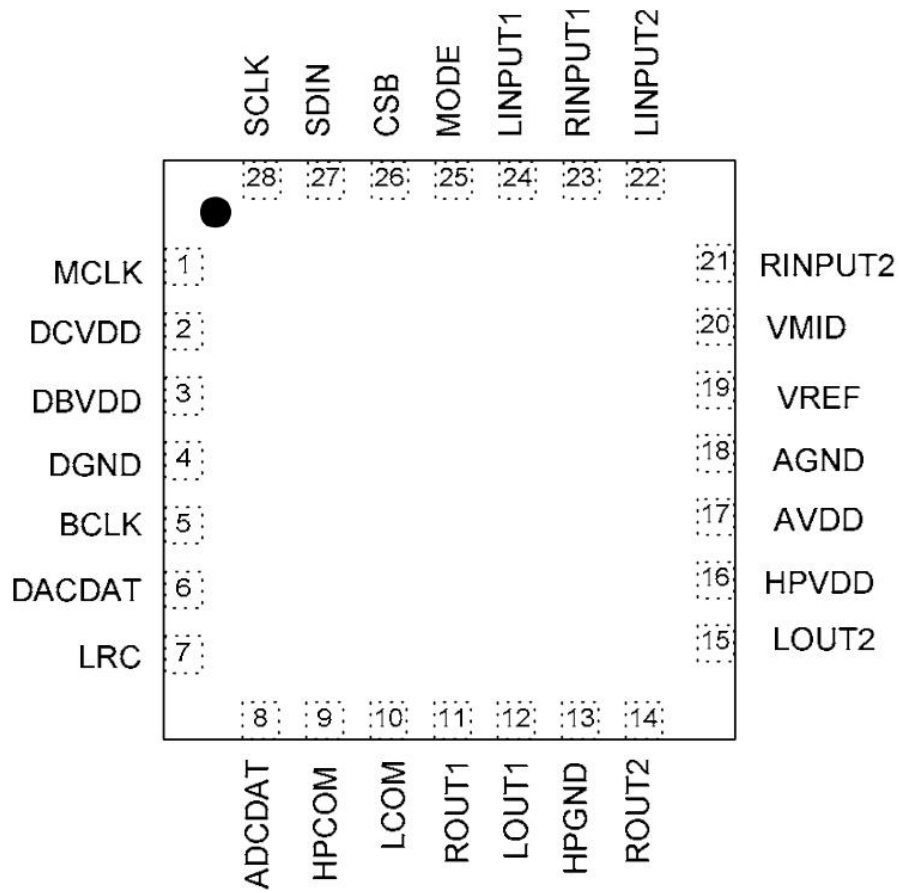 SCLK
SDIN
CSB
MODE
LINPUT1
RINPUT1
LINPUT2
28 27 26 25 24 23 22
MCLK 1
DCVDD 2
DBVDD 3
DGND 4
BCLK 5
DACDAT 6
LRC 7
21 RINPUT2
20 VMID
19 VREF
18 AGND
17 AVDD
16 HPVDD
15 LOUT2
8 9 10 11 12 13 14
ADCDAT
HPCOM
LCOM
ROUT1
LOUT1
HPGND
ROUT2